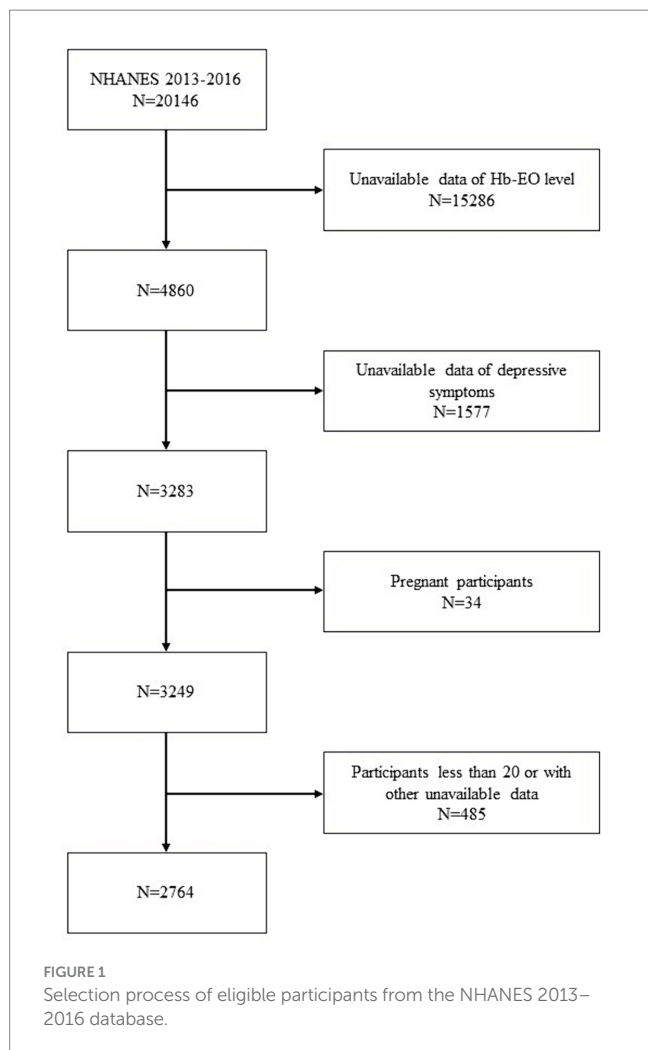 NHANES 2013-2016
N=20146
Unavailable data of Hb-EO level
N=15286
N=4860
Unavailable data of depressive
symptoms
N=1577
N=3283
Pregnant participants
N=34
N=3249
Participants less than 20 or with
other unavailable data
N=485
N=2764
FIGURE 1
Selection process of eligible participants from the NHANES 2013–
2016 database.